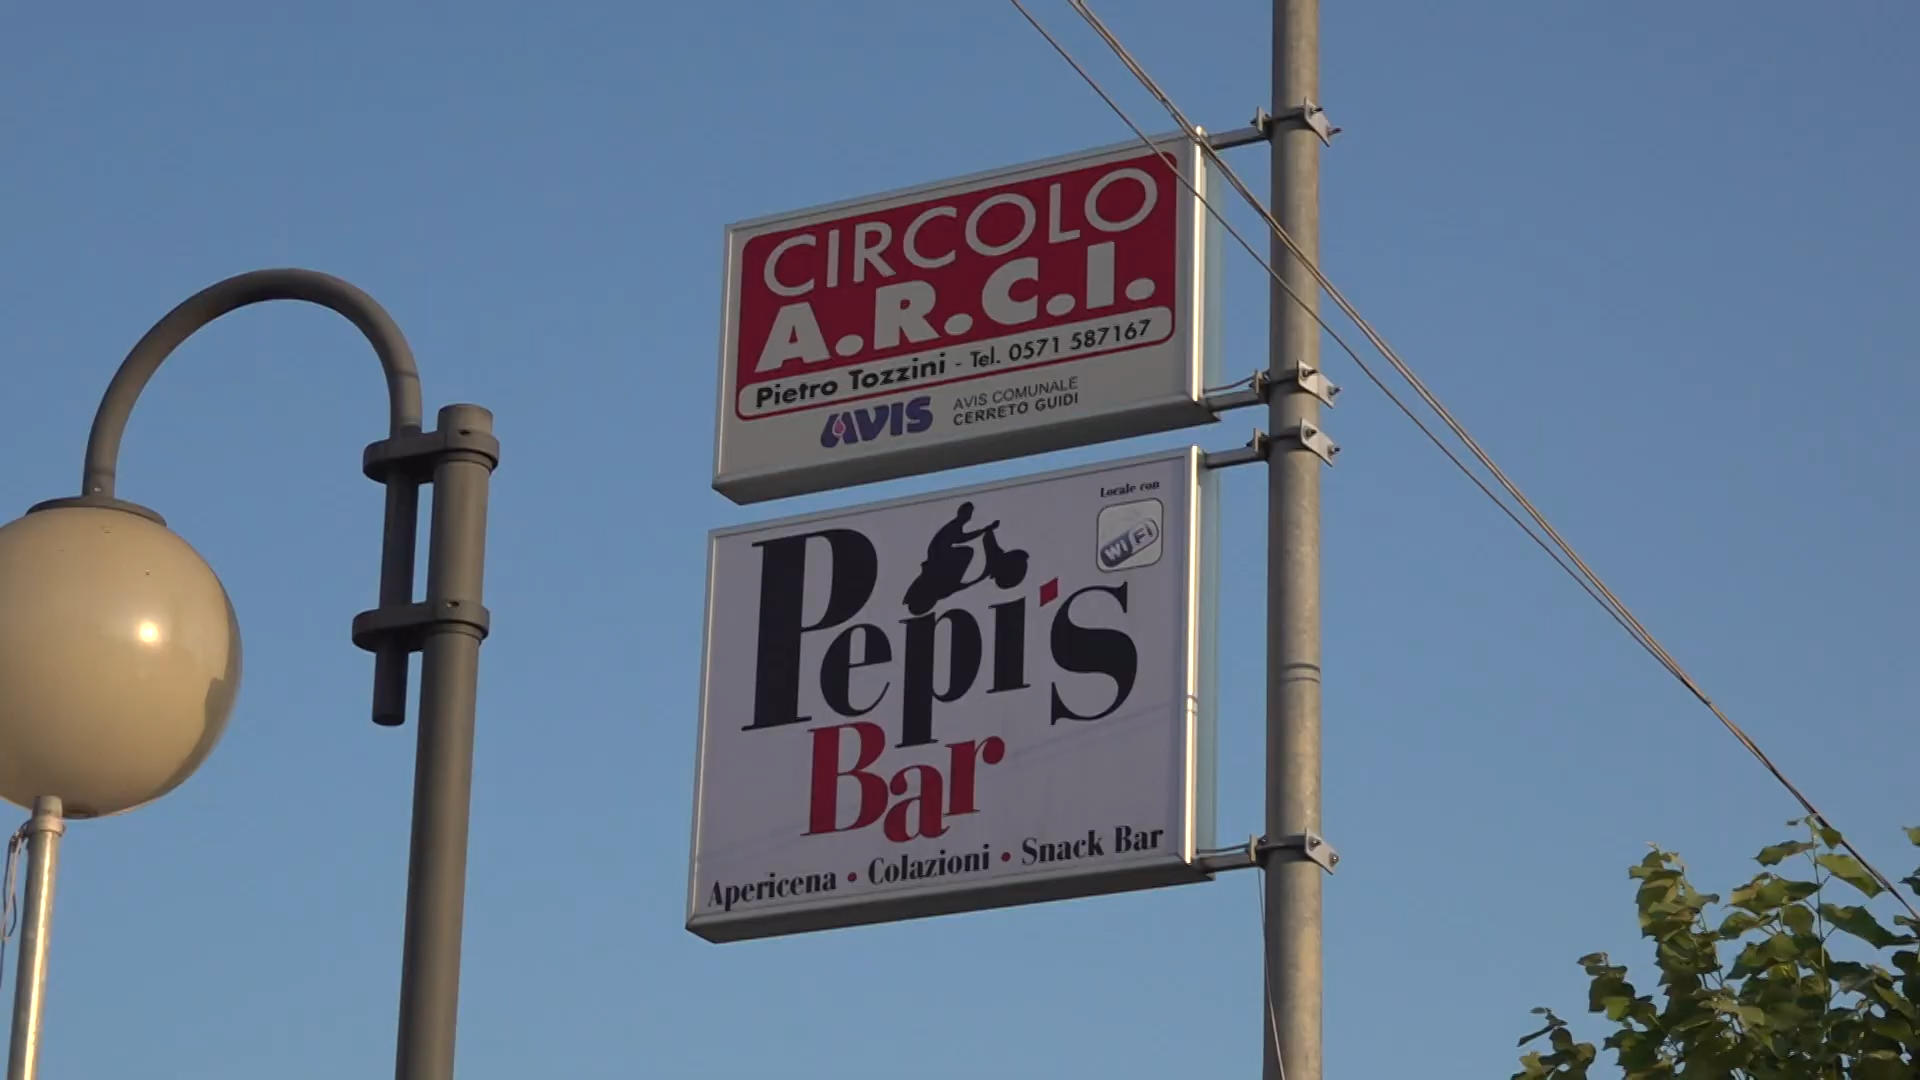 CIRCOLO
A.R.C.I.
Pietro Tozzini - Tel. 0571 587167
AVIS AVIS COMUNALE
CERRETO GUIDI
Locale con
Wi Fi
Pepi's
Bar
Apericena • Colazioni • Snack Bar